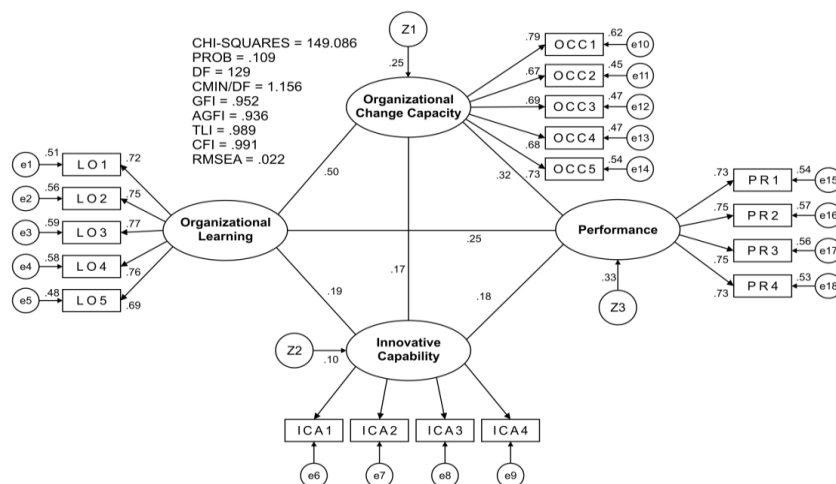 CHI-SQUARES = 149.086
PROB = .109
DF = 129
CMIN/DF = 1.156
GFI = .952
AGFI = .936
TLI = .989
CFI = .991
RMSEA = .022
Z1
.25
Organizational
Change Capacity
.79
OCC1
.62
e10
.67
OCC2
.45
e11
.69
OCC3
.47
e12
OCC4
.47
e13
.68
OCC5
.54
e14
.73
e1
.51
LO1
.72
e2
.56
LO2
.75
e3
.59
LO3
.77
e4
.58
LO4
.76
e5
.48
LO5
.69
Organizational
Learning
.50
.32
.25
.17
.19
.18
Performance
.73
PR1
.54
e15
.75
PR2
.57
e16
PR3
.56
e17
.75
PR4
.53
e18
.73
.33
Z3
Z2
.10
Innovative
Capability
ICA1
ICA2
ICA3
ICA4
e6
e7
e8
e9